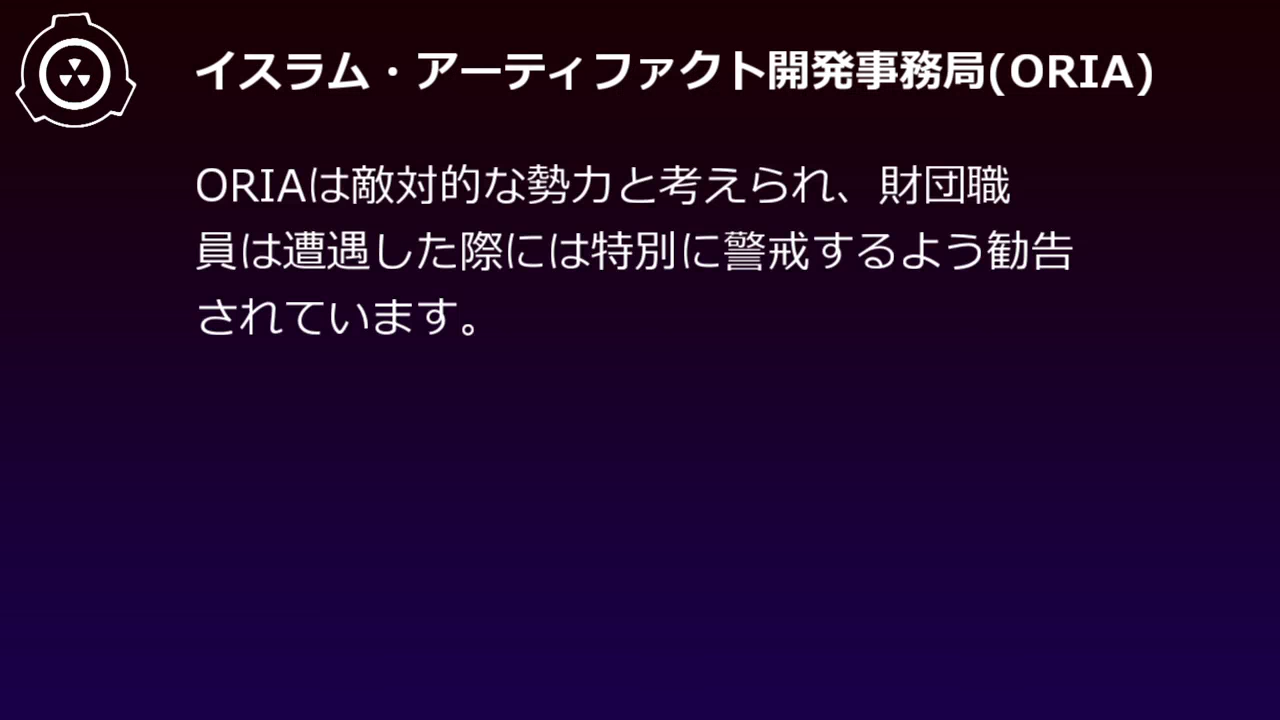 イスラム・アーティファクト開発事務局(ORIA)
ORIAは敵対的な勢力と考えられ、財団職
員は遭遇した際には特別に警戒するよう勧告
されています。